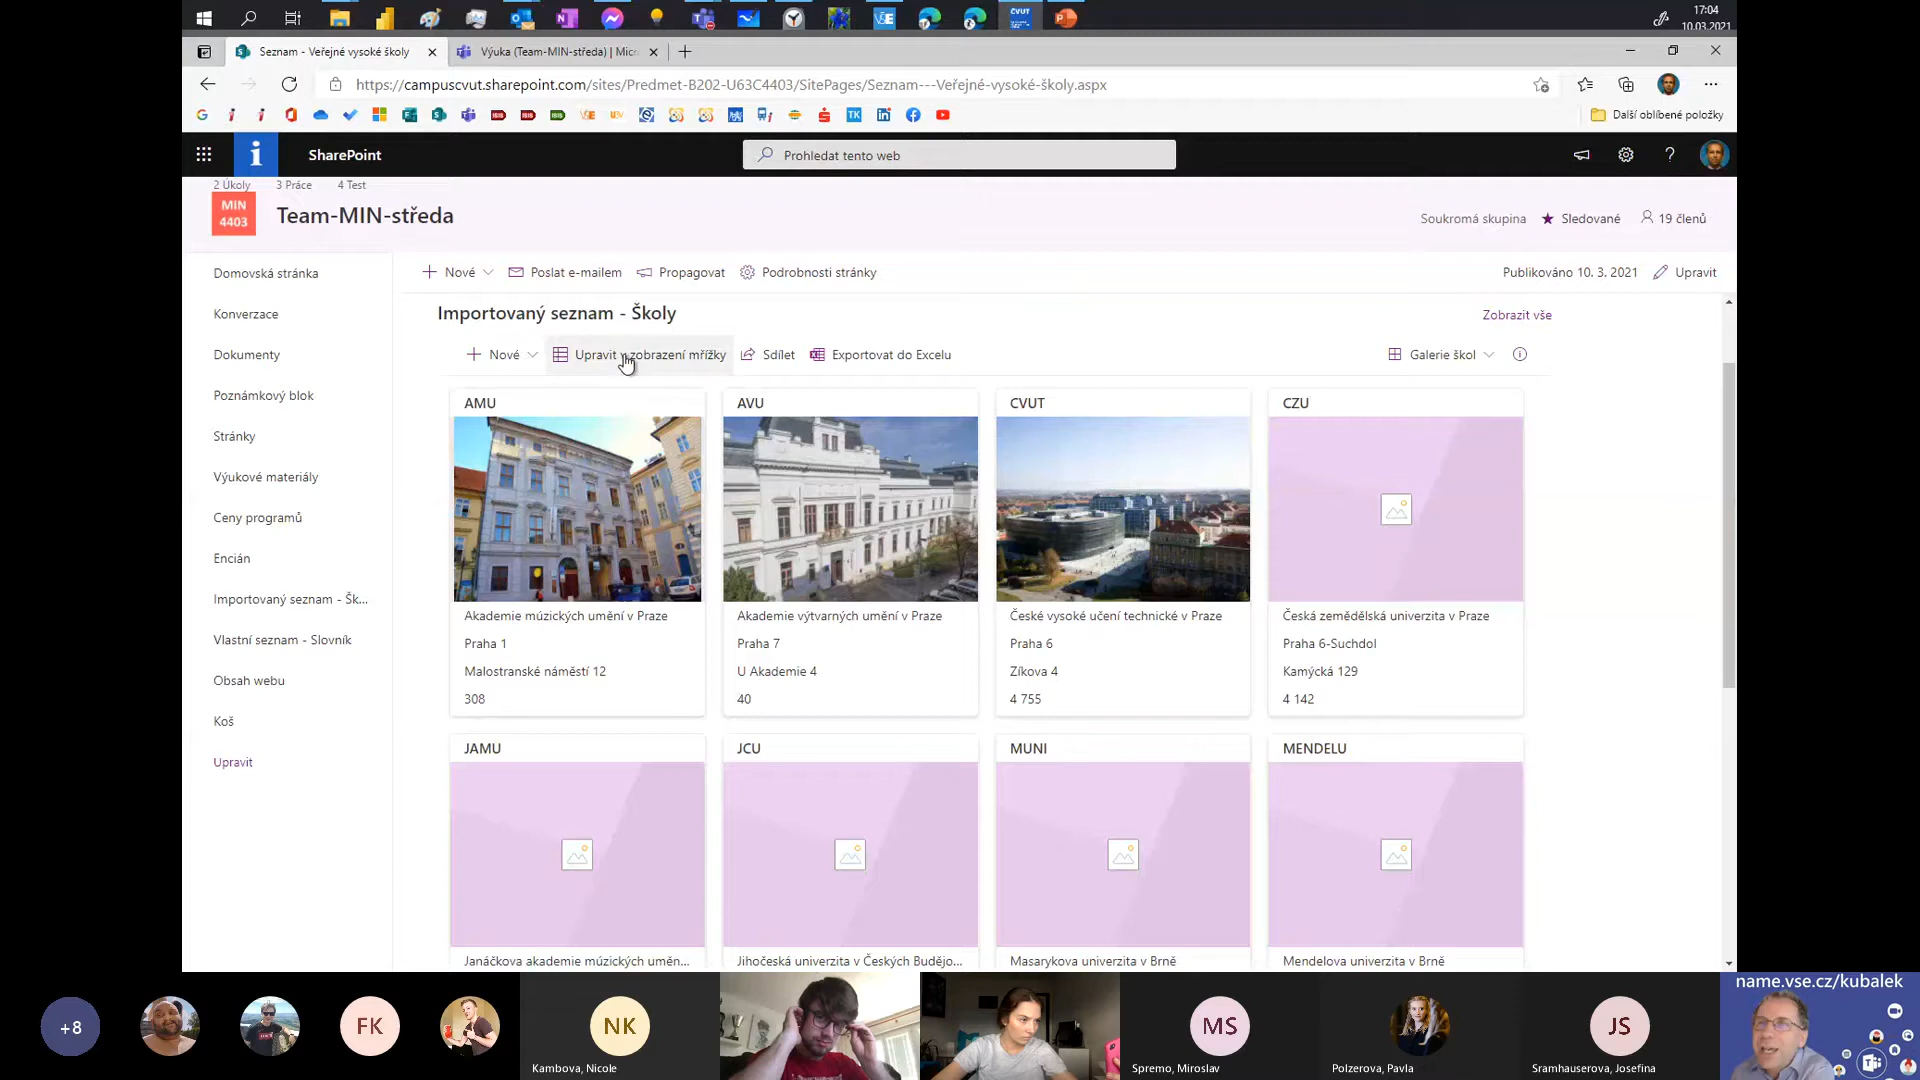 17:04
10.03.2021
Seznam - Veřejné vysoké školy
Výuka (Team-MIN-středa) | Micr
https://campuscvut.sharepoint.com/sites/Predmet-B202-U63C4403/SitePages/Seznam---Veřejné-vysoké-školy.aspx
Další oblíbené položky
SharePoint
Prohledat tento web
2 Úkoly 3 Práce 4 Test
MIN
4403
Team-MIN-středa
Soukromá skupina
Sledované
19 členů
Domovská stránka
Konverzace
Dokumenty
Poznámkový blok
Stránky
Výukové materiály
Ceny programů
Encián
Importovaný seznam - Šk...
Vlastní seznam - Slovník
Obsah webu
Koš
Upravit
Nové
Poslat e-mailem
Propagovat
Podrobnosti stránky
Publikováno 10. 3. 2021
Upravit
Importovaný seznam - Školy
Zobrazit vše
Nové
Upravit v zobrazení mřížky
Sdílet
Exportovat do Excelu
Galerie škol
AMU
Akademie múzických umění v Praze
Praha 1
Malostranské náměstí 12
308
AVU
Akademie výtvarných umění v Praze
Praha 7
U Akademie 4
40
CVUT
České vysoké učení technické v Praze
Praha 6
Zíkova 4
4 755
CZU
Česká zemědělská univerzita v Praze
Praha 6-Suchdol
Kamýcká 129
4 142
JAMU
Janáčkova akademie múzických uměn...
JCU
Jihočeská univerzita v Českých Budějo...
MUNI
Masarykova univerzita v Brně
MENDELU
Mendelova univerzita v Brně
+8
FK
NK
Kambova, Nicole
MS
Spremo, Miroslav
Polzerova, Pavla
JS
Sramhauserova, Josefina
name.vse.cz/kubalek